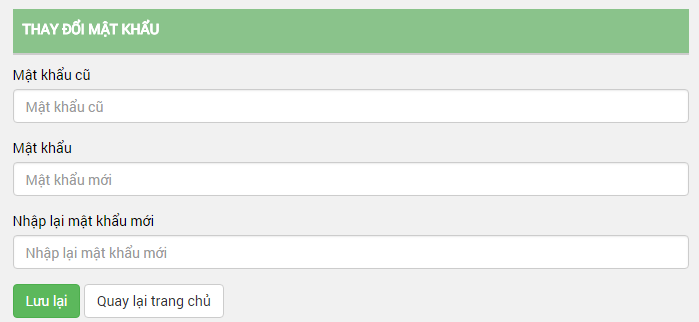 THAY ĐỔI MẬT KHẨU
Mật khẩu cũ
Mật khẩu cũ
Mật khẩu
Mật khẩu mới
Nhập lại mật khẩu mới
Nhập lại mật khẩu mới
Lưu lại Quay lại trang chủ